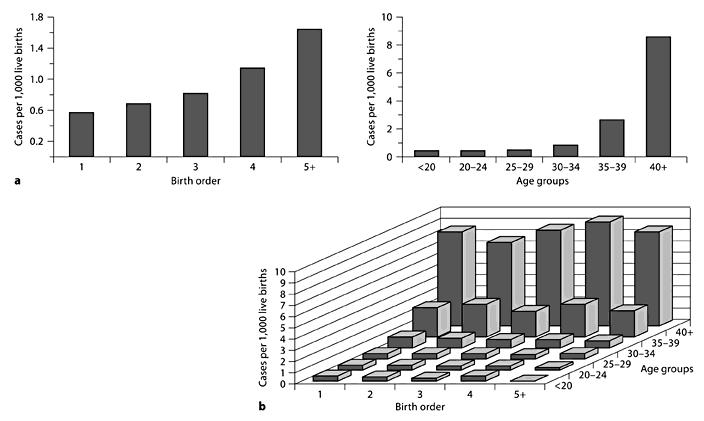 Cases per 1,000 live births
1.8
1.4
1.0
0.6
0.2
1 2 3 4 5+
Birth order
a
Cases per 1,000 live births
10
8
6
4
2
0
<20 20–24 25–29 30–34 35–39 40+
Age groups
Cases per 1,000 live births
10
9
8
7
6
5
4
3
2
1
0
1 2 3 4 5+
Birth order
<20
20–24
25–29
30–34
35–39
40+
Age groups
b